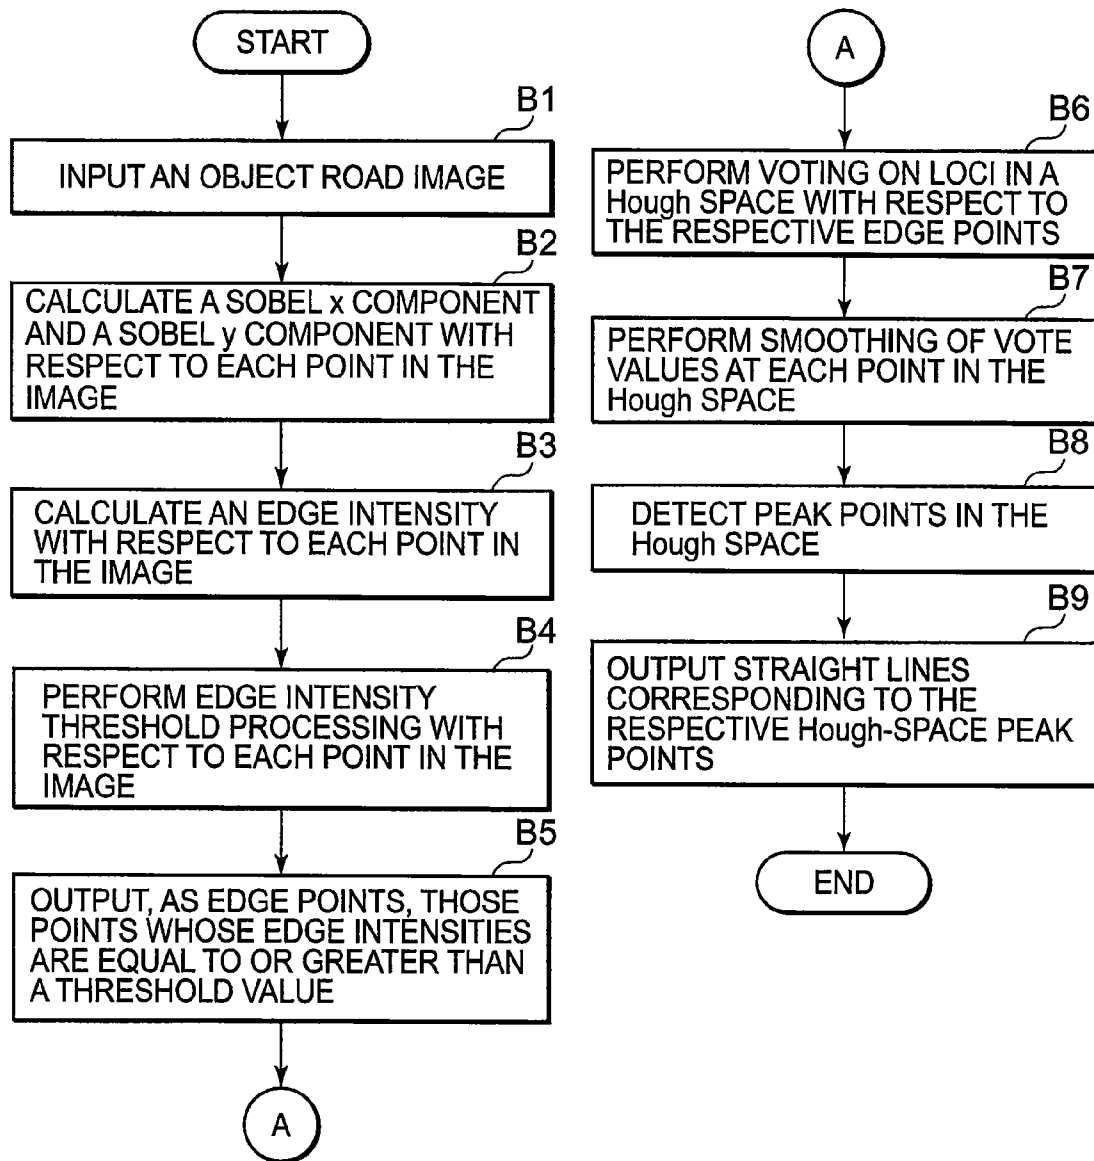 START
B1
INPUT AN OBJECT ROAD IMAGE
B2
CALCULATE A SOBEL x COMPONENT
AND A SOBEL y COMPONENT WITH
RESPECT TO EACH POINT IN THE
IMAGE
B3
CALCULATE AN EDGE INTENSITY
WITH RESPECT TO EACH POINT IN
THE IMAGE
B4
PERFORM EDGE INTENSITY
THRESHOLD PROCESSING WITH
RESPECT TO EACH POINT IN THE
IMAGE
B5
OUTPUT, AS EDGE POINTS, THOSE
POINTS WHOSE EDGE INTENSITIES
ARE EQUAL TO OR GREATER THAN
A THRESHOLD VALUE
A
A
B6
PERFORM VOTING ON LOCI IN A
Hough SPACE WITH RESPECT TO
THE RESPECTIVE EDGE POINTS
B7
PERFORM SMOOTHING OF VOTE
VALUES AT EACH POINT IN THE
Hough SPACE
B8
DETECT PEAK POINTS IN THE
Hough SPACE
B9
OUTPUT STRAIGHT LINES
CORRESPONDING TO THE
RESPECTIVE Hough-SPACE PEAK
POINTS
END